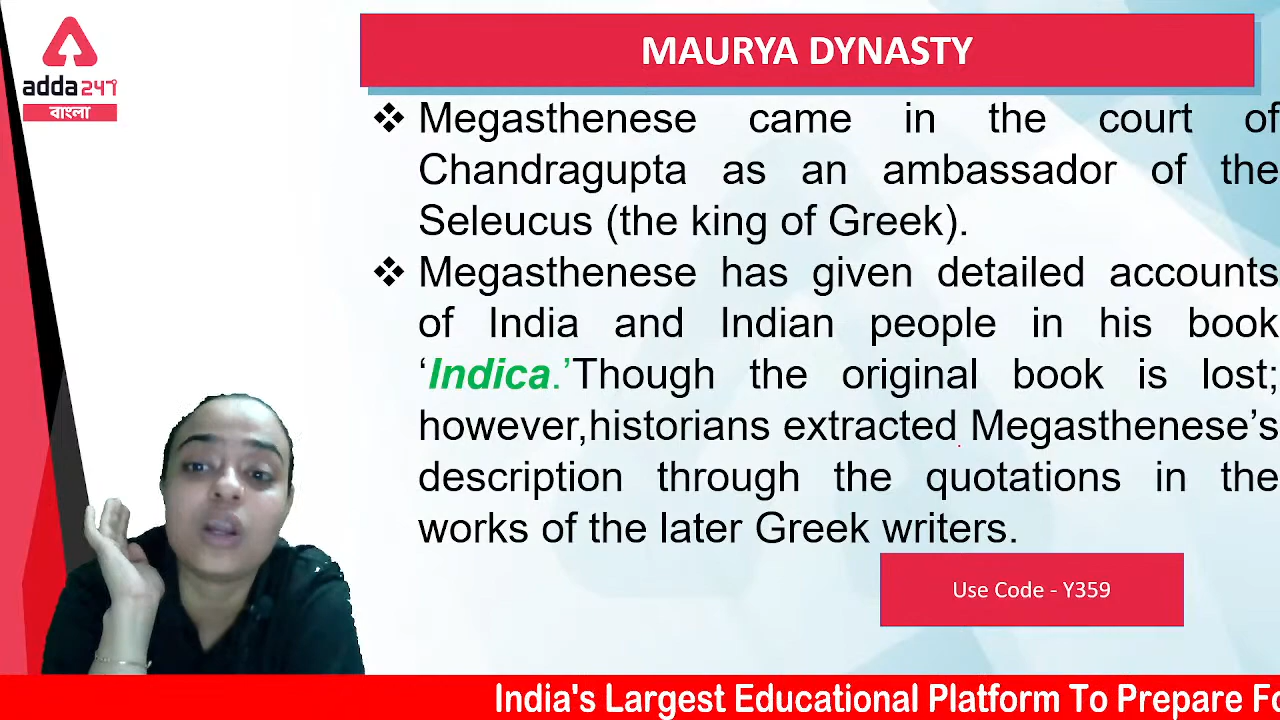 MAURYA DYNASTY
adda247
বাংলা
❖ Megasthenese came in the court of
Chandragupta as an ambassador of the
Seleucus (the king of Greek).
❖ Megasthenese has given detailed accounts
of India and Indian people in his book
‘Indica.’Though the original book is lost;
however,historians extracted Megasthenese’s
description through the quotations in the
works of the later Greek writers.
Use Code - Y359
India's Largest Educational Platform To Prepare Fo